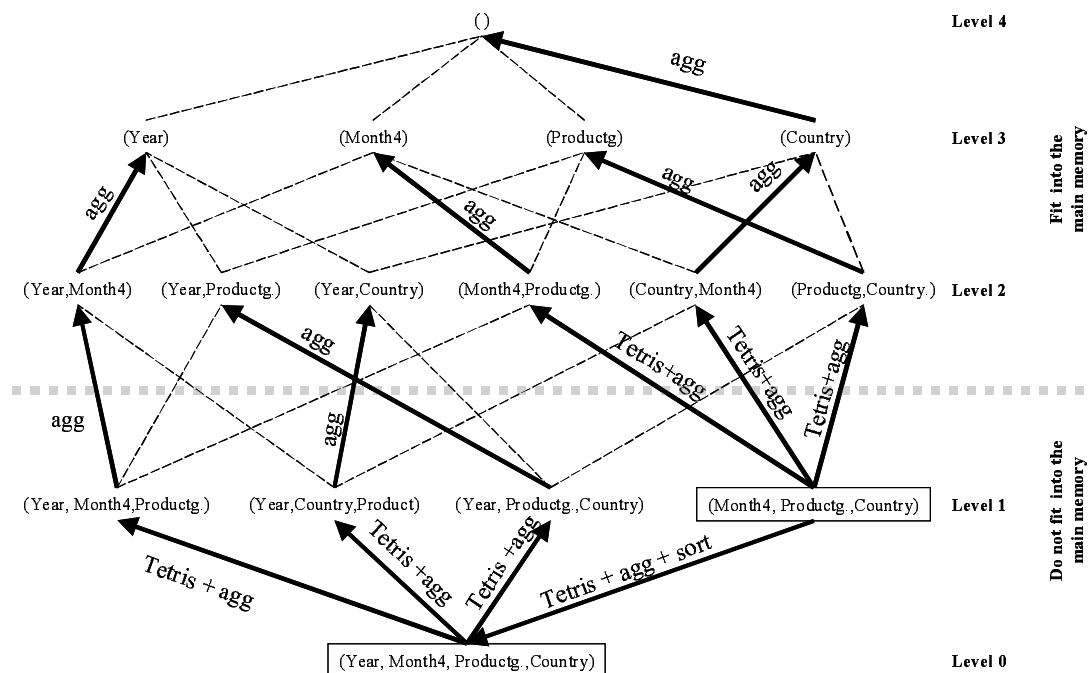 ( )
Level 4
agg
(Year)
(Month4)
(Productg)
(Country)
Level 3
Fit into the
main memory
agg
agg
agg
agg
(Year,Month4)
(Year,Productg.)
(Year,Country)
(Month4,Productg.)
(Country,Month4)
(Productg,Country.)
Level 2
agg
agg
agg
Tetris+agg
Tetris+agg
Tetris+agg
(Year, Month4,Productg.)
(Year,Country,Product)
(Year, Productg.,Country)
(Month4, Productg.,Country)
Level 1
Do not fit into the
main memory
Tetris + agg
Tetris +agg
Tetris +agg
Tetris + agg + sort
(Year, Month4, Productg.,Country)
Level 0